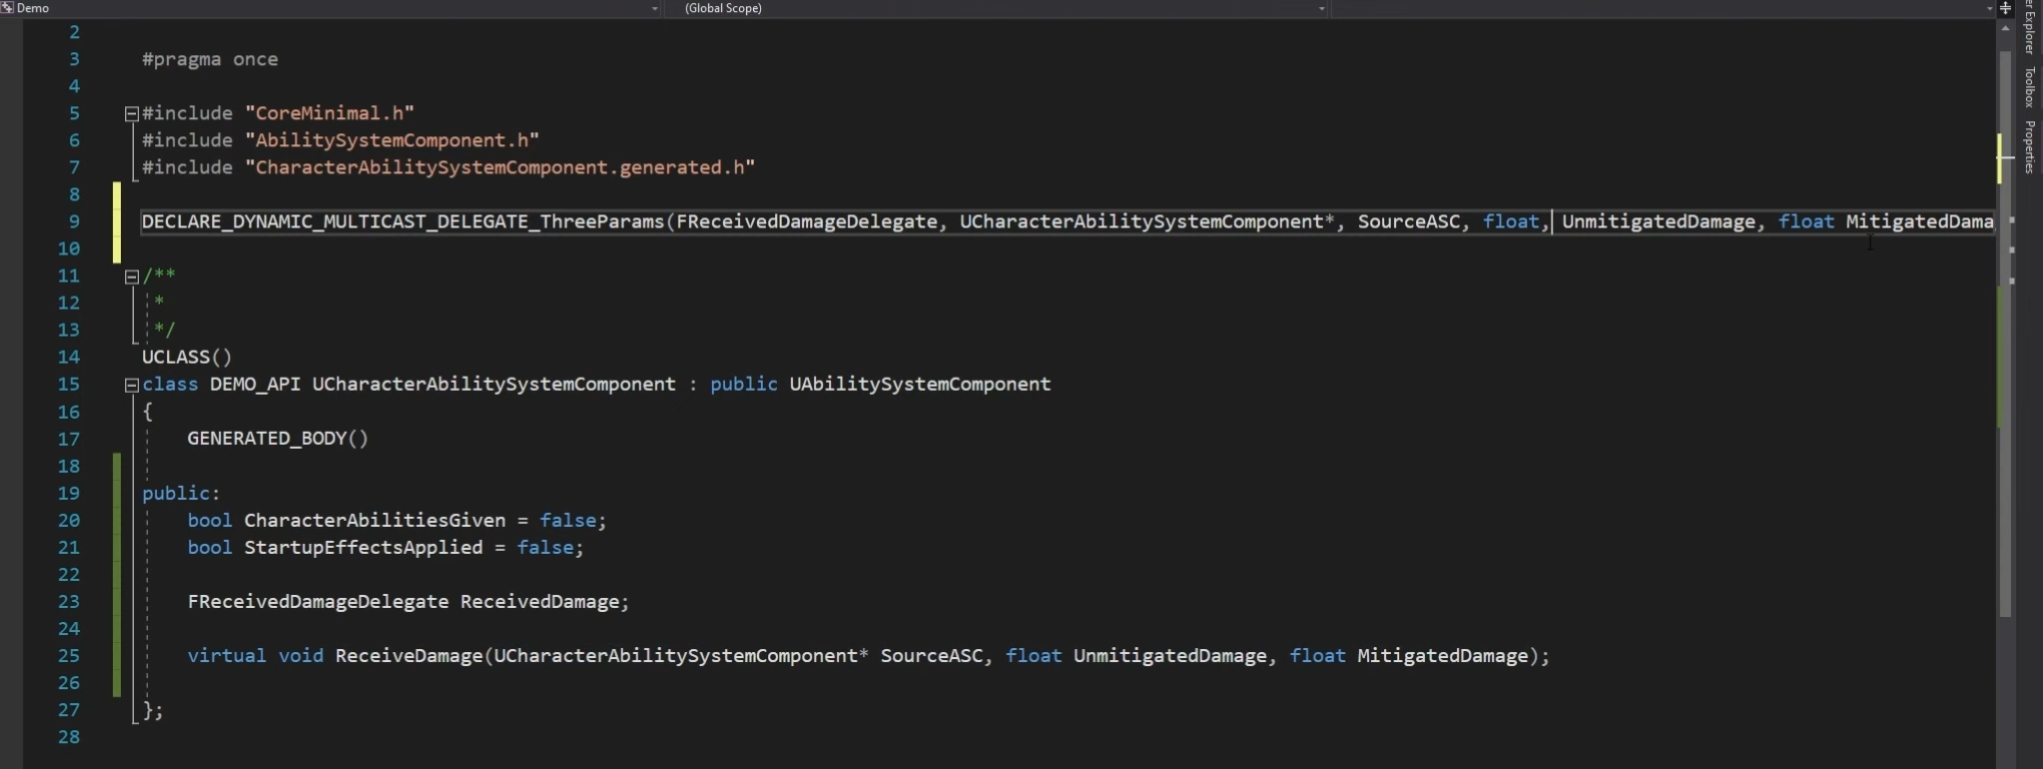 Demo
(Global Scope)
2
3 #pragma once
4
5 #include "CoreMinimal.h"
6 #include "AbilitySystemComponent.h"
7 #include "CharacterAbilitySystemComponent.generated.h"
8
9 DECLARE_DYNAMIC_MULTICAST_DELEGATE_ThreeParams(FReceivedDamageDelegate, UCharacterAbilitySystemComponent*, SourceASC, float, UnmitigatedDamage, float MitigatedDama
10
11 /**
12 *
13 */
14 UCLASS()
15 class DEMO_API UCharacterAbilitySystemComponent : public UAbilitySystemComponent
16 {
17 GENERATED_BODY()
18
19 public:
20 bool CharacterAbilitiesGiven = false;
21 bool StartupEffectsApplied = false;
22
23 FReceivedDamageDelegate ReceivedDamage;
24
25 virtual void ReceiveDamage(UCharacterAbilitySystemComponent* SourceASC, float UnmitigatedDamage, float MitigatedDamage);
26
27 };
28
er Explorer
Toolbox
Properties